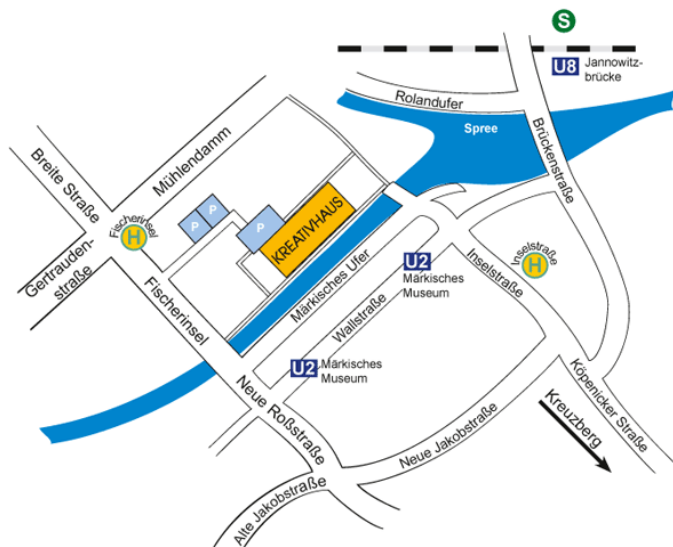 S
U8 Jannowitz-
brücke
Rolandufer
Spree
Brückenstraße
Breite Straße
Mühlendamm
Fischerinsel
H
Gertrauden-
straße
P
P
P
KREATIVHAUS
Fischerinsel
Märkisches Ufer
U2
Märkisches
Museum
Wallstraße
Inselstraße
Inselstraße
H
U2 Märkisches
Museum
Neue Roßstraße
Neue Jakobstraße
Alte Jakobstraße
Köpenicker Straße
Kreuzberg